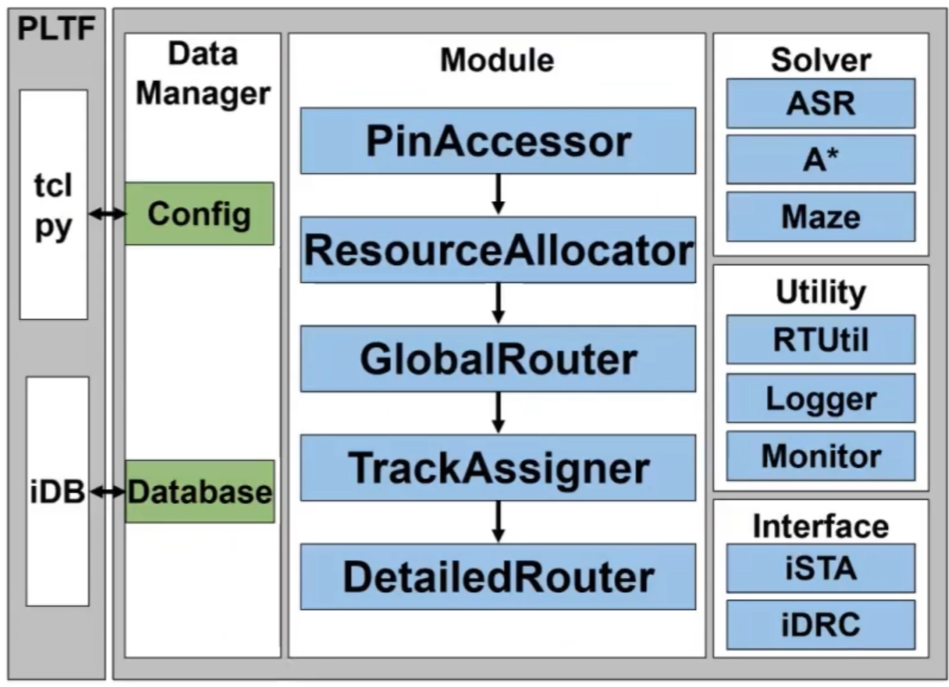 PLTF
tcl
py
iDB
Data
Manager
Config
Database
Module
PinAccessor
ResourceAllocator
GlobalRouter
TrackAssigner
DetailedRouter
Solver
ASR
A*
Maze
Utility
RTUtil
Logger
Monitor
Interface
iSTA
iDRC